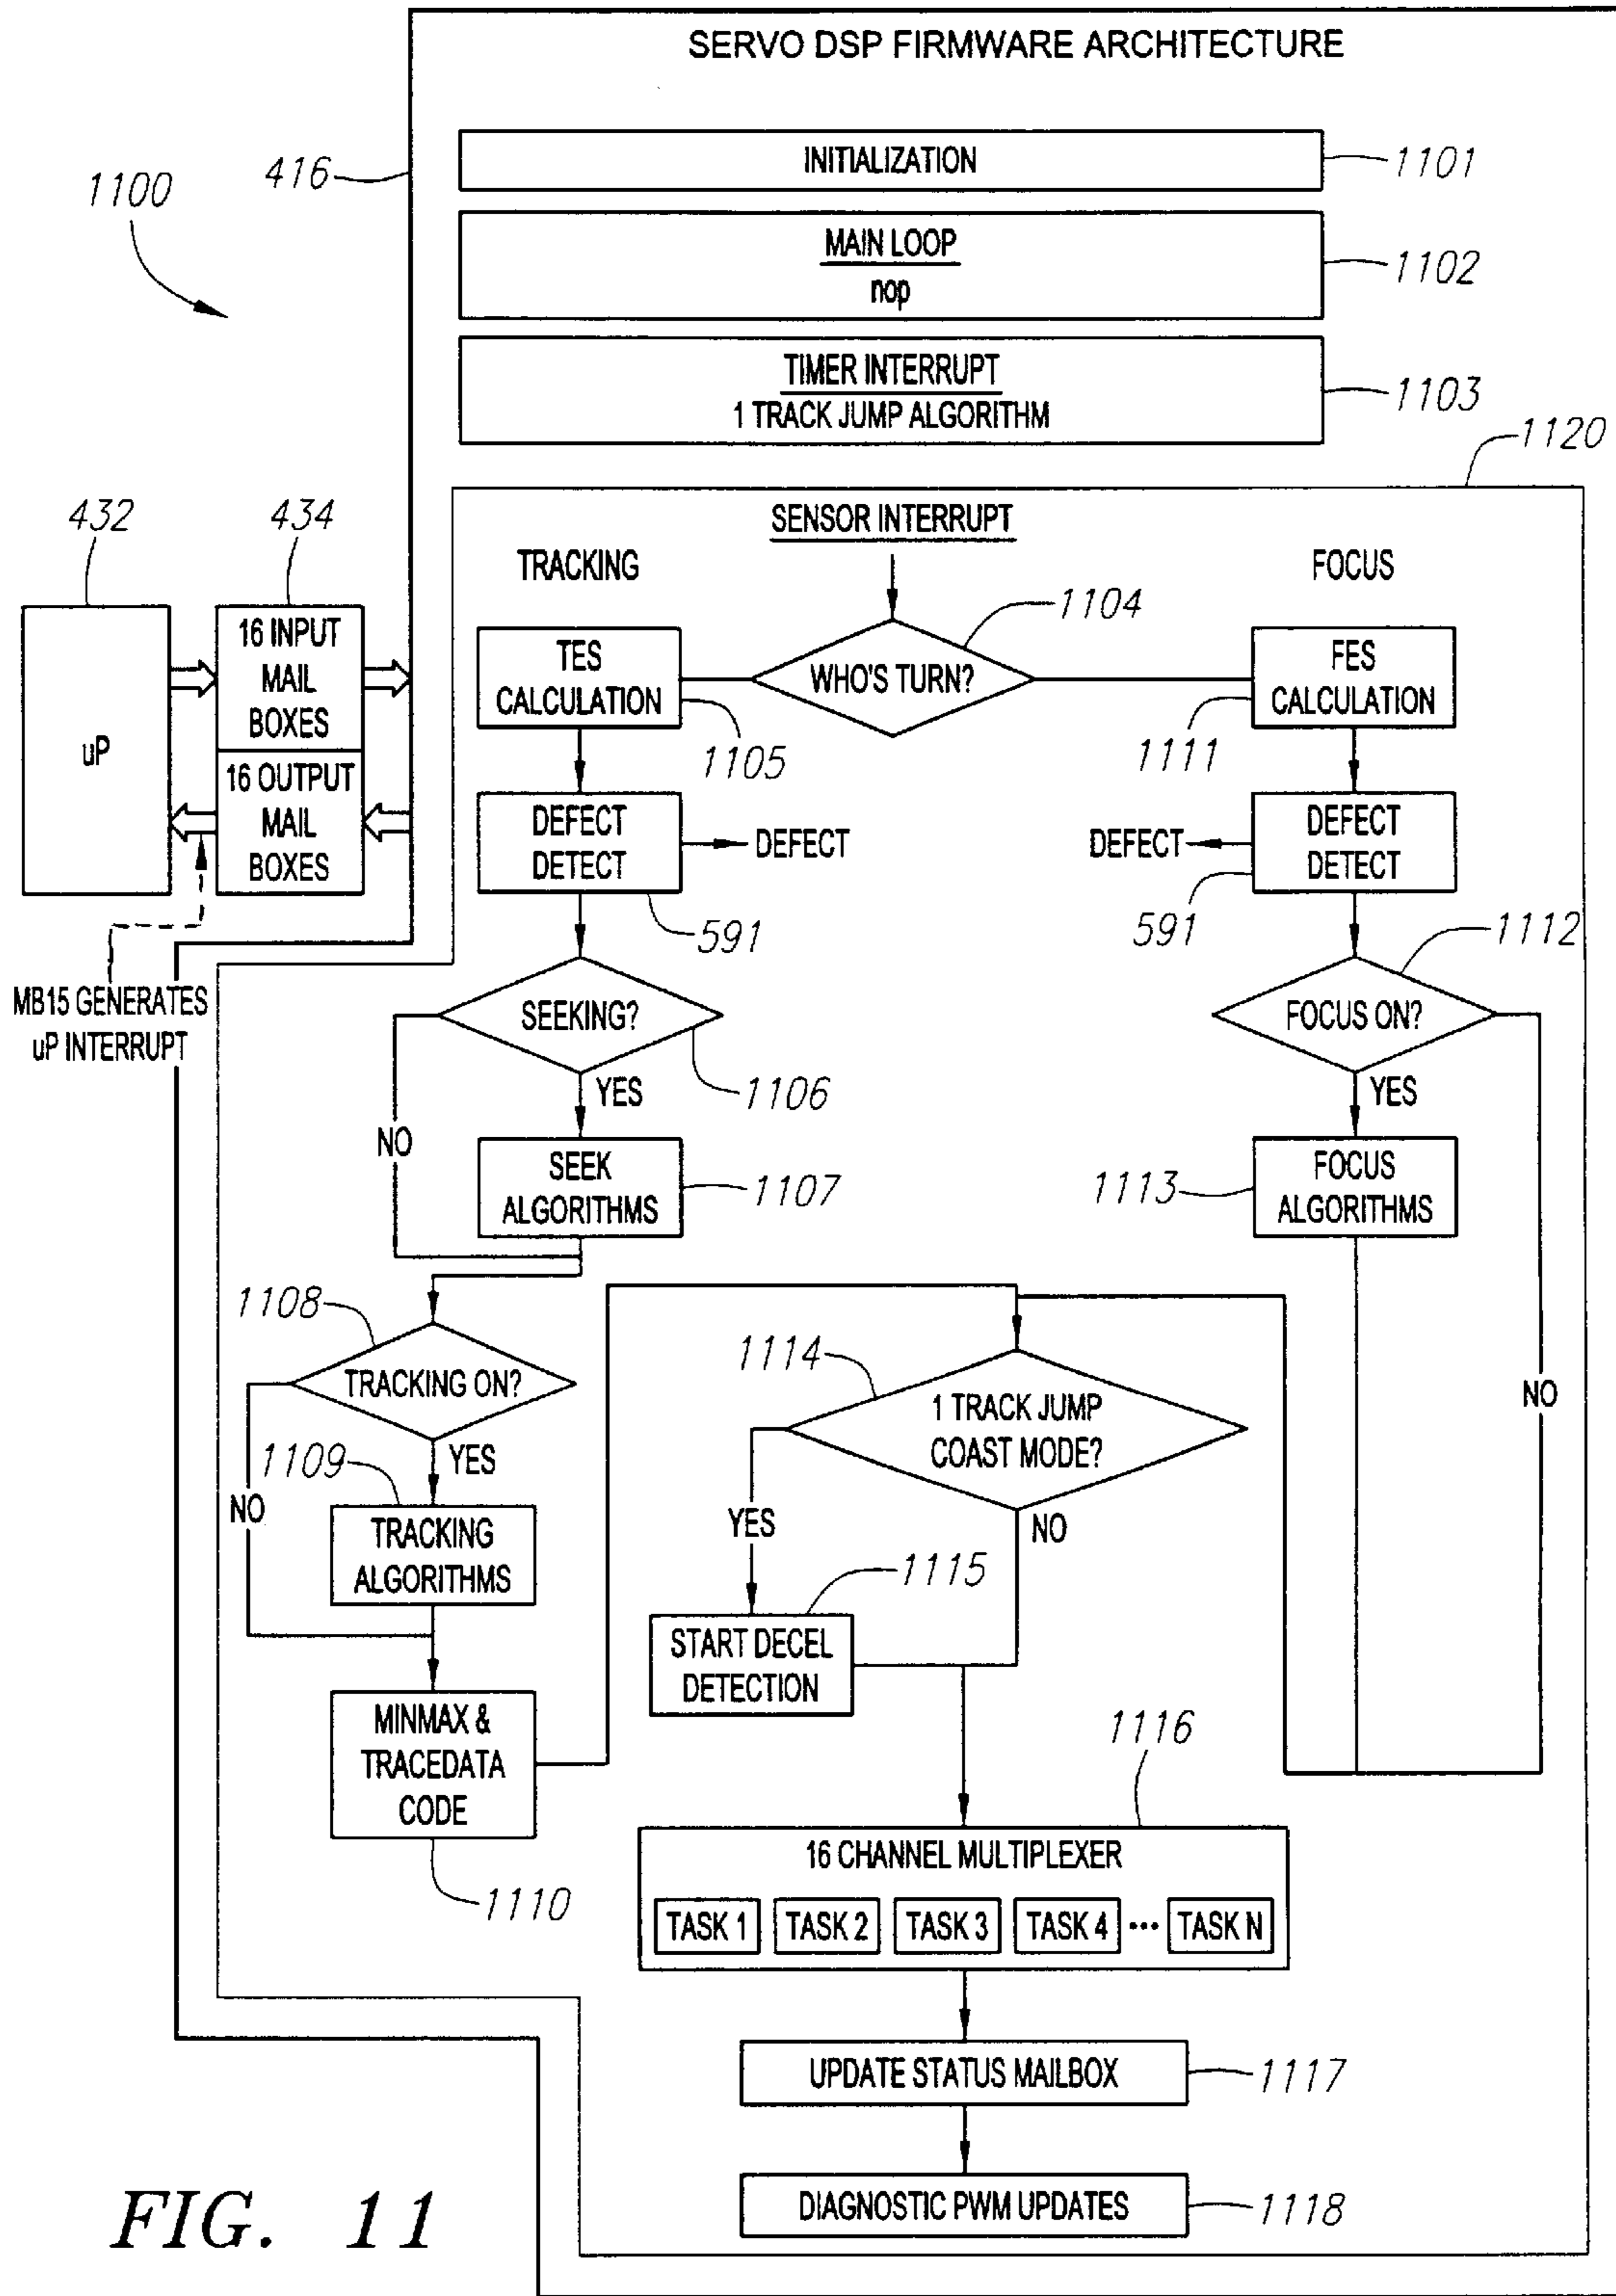 SERVO DSP FIRMWARE ARCHITECTURE
INITIALIZATION
1101
416
1100
MAIN LOOP
nop
1102
TIMER INTERRUPT
1 TRACK JUMP ALGORITHM
1103
1120
432
434
SENSOR INTERRUPT
TRACKING
FOCUS
1104
uP
16 INPUT
MAIL
BOXES
16 OUTPUT
MAIL
BOXES
MB15 GENERATES
uP INTERRUPT
TES
CALCULATION
1105
WHO'S TURN?
FES
CALCULATION
1111
DEFECT
DETECT
DEFECT
591
DEFECT
DEFECT
DETECT
591
1112
SEEKING?
1106
YES
NO
FOCUS ON?
YES
NO
SEEK
ALGORITHMS
1107
FOCUS
ALGORITHMS
1113
1108
TRACKING ON?
YES
NO
1109
TRACKING
ALGORITHMS
1114
1 TRACK JUMP
COAST MODE?
YES
NO
1115
START DECEL
DETECTION
MINMAX &
TRACEDATA
CODE
1110
1116
16 CHANNEL MULTIPLEXER
TASK 1 TASK 2 TASK 3 TASK 4 ••• TASK N
UPDATE STATUS MAILBOX
1117
DIAGNOSTIC PWM UPDATES
1118
FIG. 11